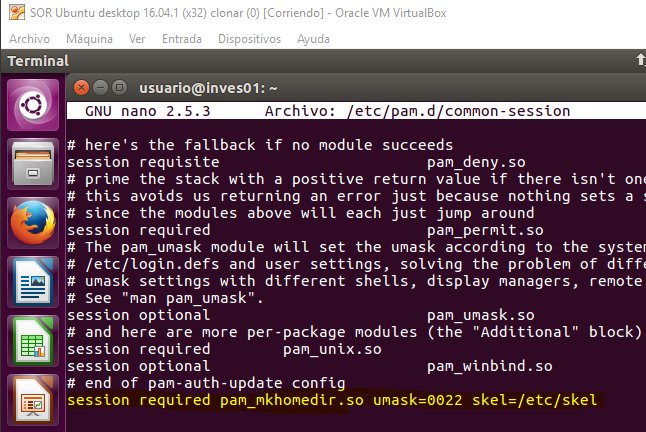 SOR Ubuntu desktop 16.04.1 (x32) clonar (0) [Corriendo] - Oracle VM VirtualBox
Archivo Máquina Ver Entrada Dispositivos Ayuda
Terminal
usuario@inves01: ~
GNU nano 2.5.3 Archivo: /etc/pam.d/common-session
# here's the fallback if no module succeeds
session requisite pam_deny.so
# prime the stack with a positive return value if there isn't one
# this avoids us returning an error just because nothing sets a s
# since the modules above will each just jump around
session required pam_permit.so
# The pam_umask module will set the umask according to the system
# /etc/login.defs and user settings, solving the problem of diffe
# umask settings with different shells, display managers, remote
# See "man pam_umask".
session optional pam_umask.so
# and here are more per-package modules (the "Additional" block)
session required pam_unix.so
session optional pam_winbind.so
# end of pam-auth-update config
session required pam_mkhomedir.so umask=0022 skel=/etc/skel